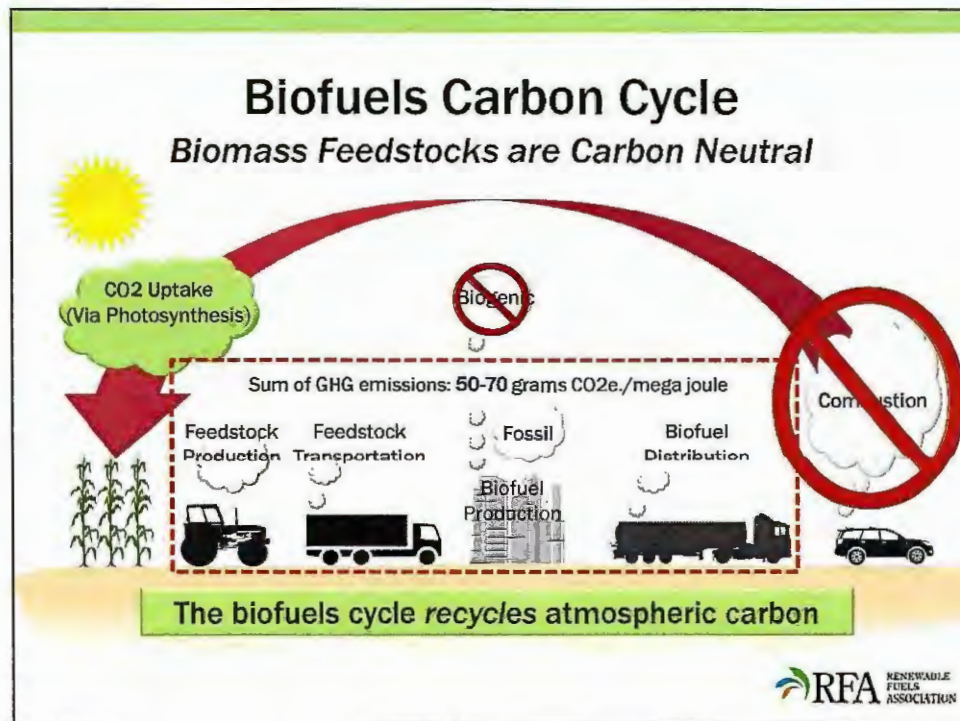 Biofuels Carbon Cycle
Biomass Feedstocks are Carbon Neutral
CO2 Uptake
(Via Photosynthesis)
Biogenic
Sum of GHG emissions: 50-70 grams CO2e./mega joule
Combustion
Feedstock
Production
Feedstock
Transportation
Fossil
Biofuel
Distribution
Biofuel
Production
The biofuels cycle recycles atmospheric carbon
RFA RENEWABLE
FUELS
ASSOCIATION